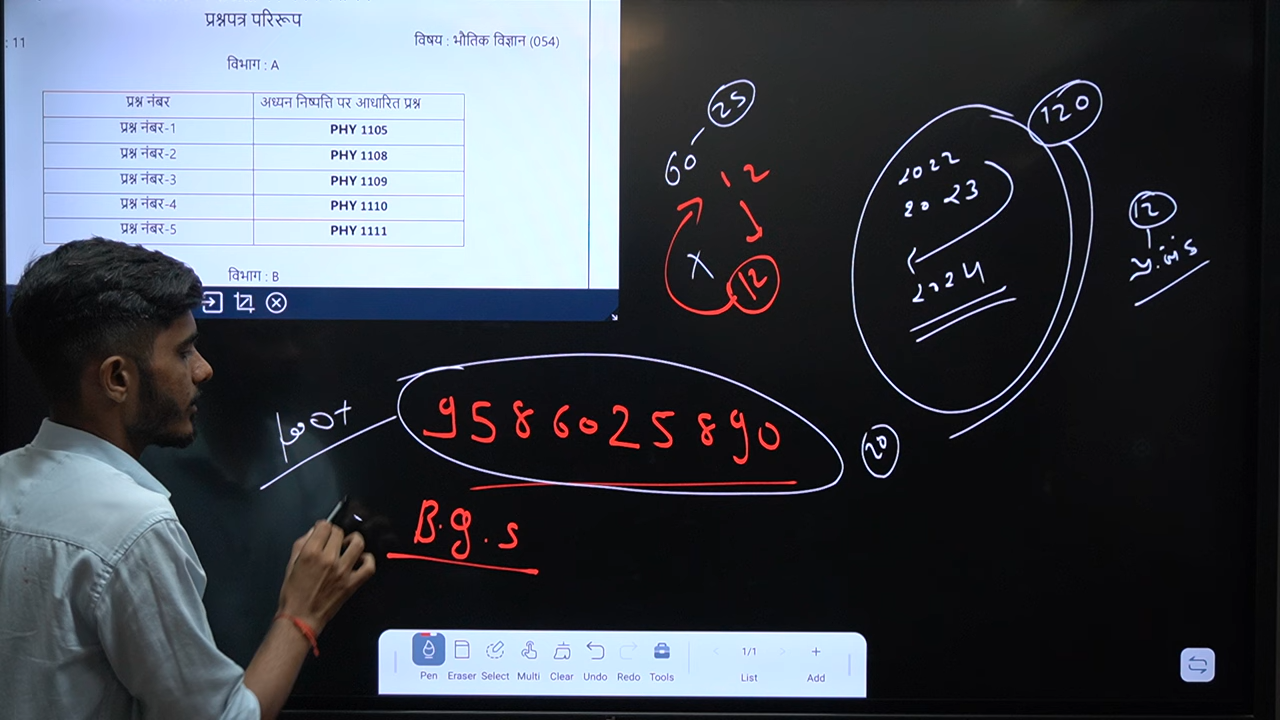 प्रश्नपत्र परिरूप
: 11
विषय : भौतिक विज्ञान (054)
विभाग : A
प्रश्न नंबर अध्यन निष्पत्ति पर आधारित प्रश्न
प्रश्न नंबर-1 PHY 1105
प्रश्न नंबर-2 PHY 1108
प्रश्न नंबर-3 PHY 1109
प्रश्न नंबर-4 PHY 1110
प्रश्न नंबर-5 PHY 1111
विभाग : B
25
60
12
X
12
120
2022
2023
2024
12
9586025890
20
B.g.s
Pen Eraser Select Multi Clear Undo Redo Tools
1/1
List
+
Add